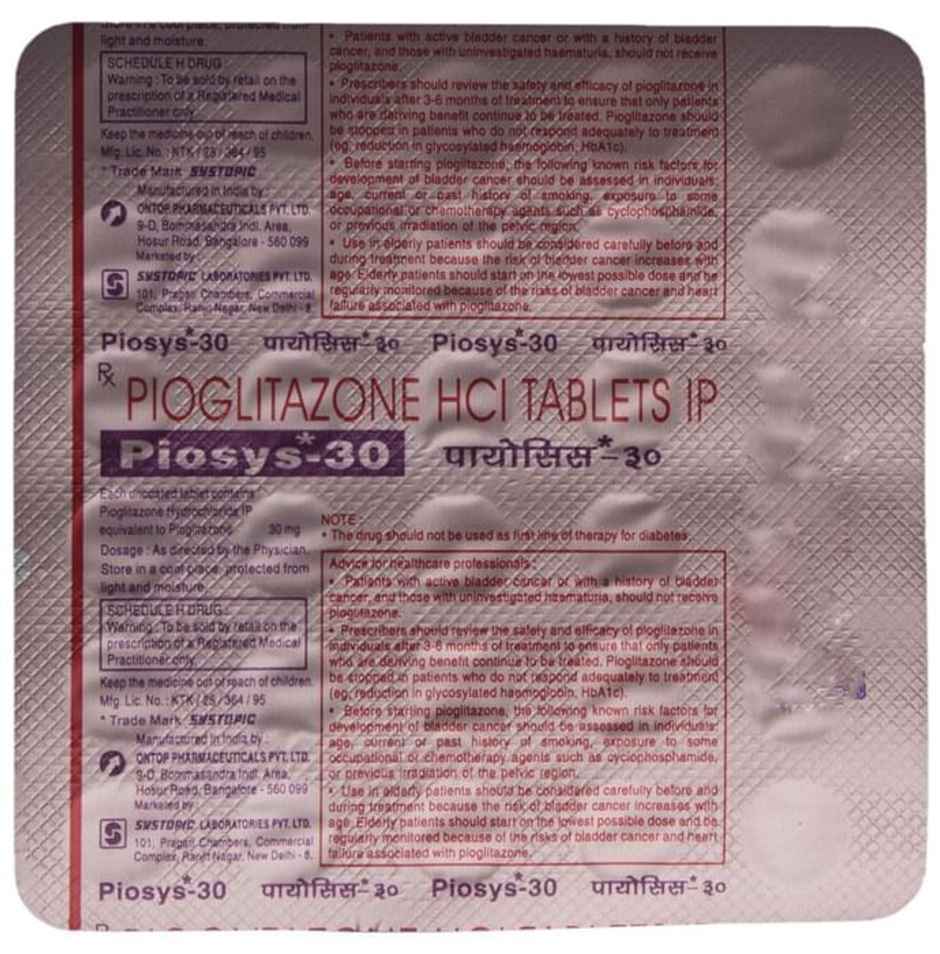 light and moisture.
SCHEDULE H DRUG :
Warning : To be sold by retail on the
prescription of a Registered Medical
Practitioner only.
Keep the medicine out of reach of children.
Mfg. Lic. No. : KTK / 25 / 364 / 95
* Trade Mark SYSTOPIC
Manufactured in India by :
ONTOP PHARMACEUTICALS PVT. LTD.
9-D, Bommasandra Indl. Area,
Hosur Road, Bangalore - 560 099
Marketed by :
SYSTOPIC LABORATORIES PVT. LTD.
101, Pragati Chambers, Commercial
Complex, Ranjit Nagar, New Delhi - 8.
• Patients with active bladder cancer or with a history of bladder
cancer, and those with uninvestigated haematuria, should not receive
pioglitazone.
• Prescribers should review the safety and efficacy of pioglitazone in
individuals after 3-6 months of treatment to ensure that only patients
who are deriving benefit continue to be treated. Pioglitazone should
be stopped in patients who do not respond adequately to treatment
(eg, reduction in glycosylated haemoglobin, HbA1c).
• Before starting pioglitazone, the following known risk factors for
development of bladder cancer should be assessed in individuals:
age, current or past history of smoking, exposure to some
occupational or chemotherapy agents such as cyclophosphamide,
or previous irradiation of the pelvic region.
• Use in elderly patients should be considered carefully before and
during treatment because the risk of bladder cancer increases with
age. Elderly patients should start on the lowest possible dose and be
regularly monitored because of the risks of bladder cancer and heart
failure associated with pioglitazone.
Piosys*-30 पायोसिस*-३० Piosys*-30 पायोसिस*-३०
Rx PIOGLITAZONE HCl TABLETS IP
Piosys*-30 पायोसिस*-३०
Each uncoated tablet contains :
Pioglitazone Hydrochloride IP
equivalent to Pioglitazone 30 mg
Dosage : As directed by the Physician.
Store in a cool place, protected from
light and moisture.
SCHEDULE H DRUG :
Warning : To be sold by retail on the
prescription of a Registered Medical
Practitioner only.
Keep the medicine out of reach of children.
Mfg. Lic. No. : KTK / 25 / 364 / 95
* Trade Mark SYSTOPIC
Manufactured in India by :
ONTOP PHARMACEUTICALS PVT. LTD.
9-D, Bommasandra Indl. Area,
Hosur Road, Bangalore - 560 099
Marketed by :
SYSTOPIC LABORATORIES PVT. LTD.
101, Pragati Chambers, Commercial
Complex, Ranjit Nagar, New Delhi - 8.
NOTE :
• The drug should not be used as first line of therapy for diabetes.
Advice for healthcare professionals :
• Patients with active bladder cancer or with a history of bladder
cancer, and those with uninvestigated haematuria, should not receive
pioglitazone.
• Prescribers should review the safety and efficacy of pioglitazone in
individuals after 3-6 months of treatment to ensure that only patients
who are deriving benefit continue to be treated. Pioglitazone should
be stopped in patients who do not respond adequately to treatment
(eg, reduction in glycosylated haemoglobin, HbA1c).
• Before starting pioglitazone, the following known risk factors for
development of bladder cancer should be assessed in individuals:
age, current or past history of smoking, exposure to some
occupational or chemotherapy agents such as cyclophosphamide,
or previous irradiation of the pelvic region.
• Use in elderly patients should be considered carefully before and
during treatment because the risk of bladder cancer increases with
age. Elderly patients should start on the lowest possible dose and be
regularly monitored because of the risks of bladder cancer and heart
failure associated with pioglitazone.
Piosys*-30 पायोसिस*-३० Piosys*-30 पायोसिस*-३०